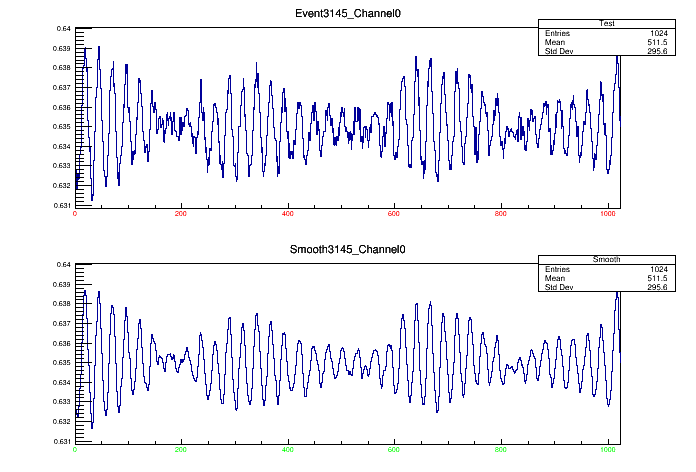 Event3145_Channel0
Test
Entries 1024
Mean 511.5
Std Dev 295.6
0.64
0.639
0.638
0.637
0.636
0.635
0.634
0.633
0.632
0.631
0 200 400 600 800 1000
Smooth3145_Channel0
Smooth
Entries 1024
Mean 511.5
Std Dev 295.6
0.64
0.639
0.638
0.637
0.636
0.635
0.634
0.633
0.632
0.631
0 200 400 600 800 1000